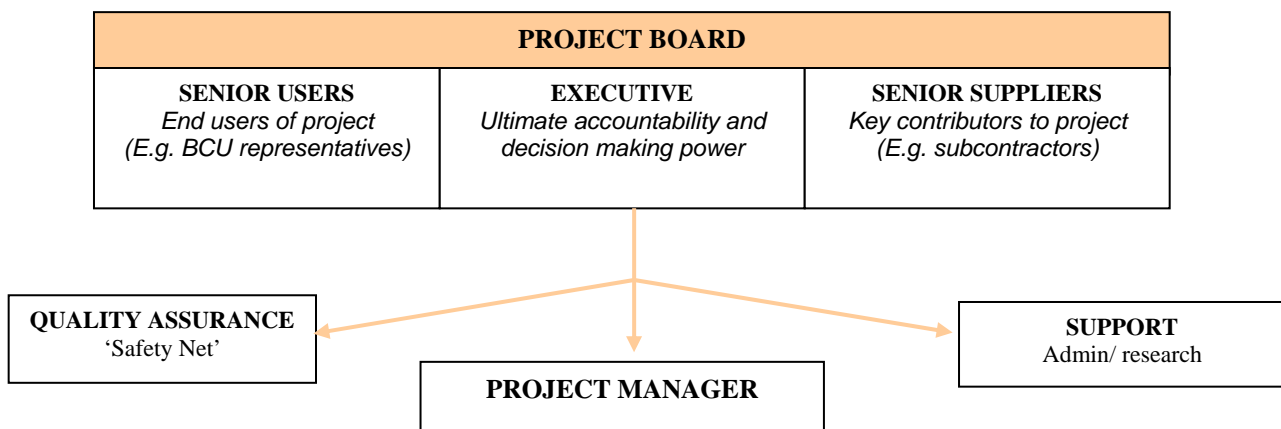 PROJECT BOARD
SENIOR USERS
End users of project
(E.g. BCU representatives)
EXECUTIVE
Ultimate accountability and
decision making power
SENIOR SUPPLIERS
Key contributors to project
(E.g. subcontractors)
QUALITY ASSURANCE
‘Safety Net’
PROJECT MANAGER
SUPPORT
Admin/ research